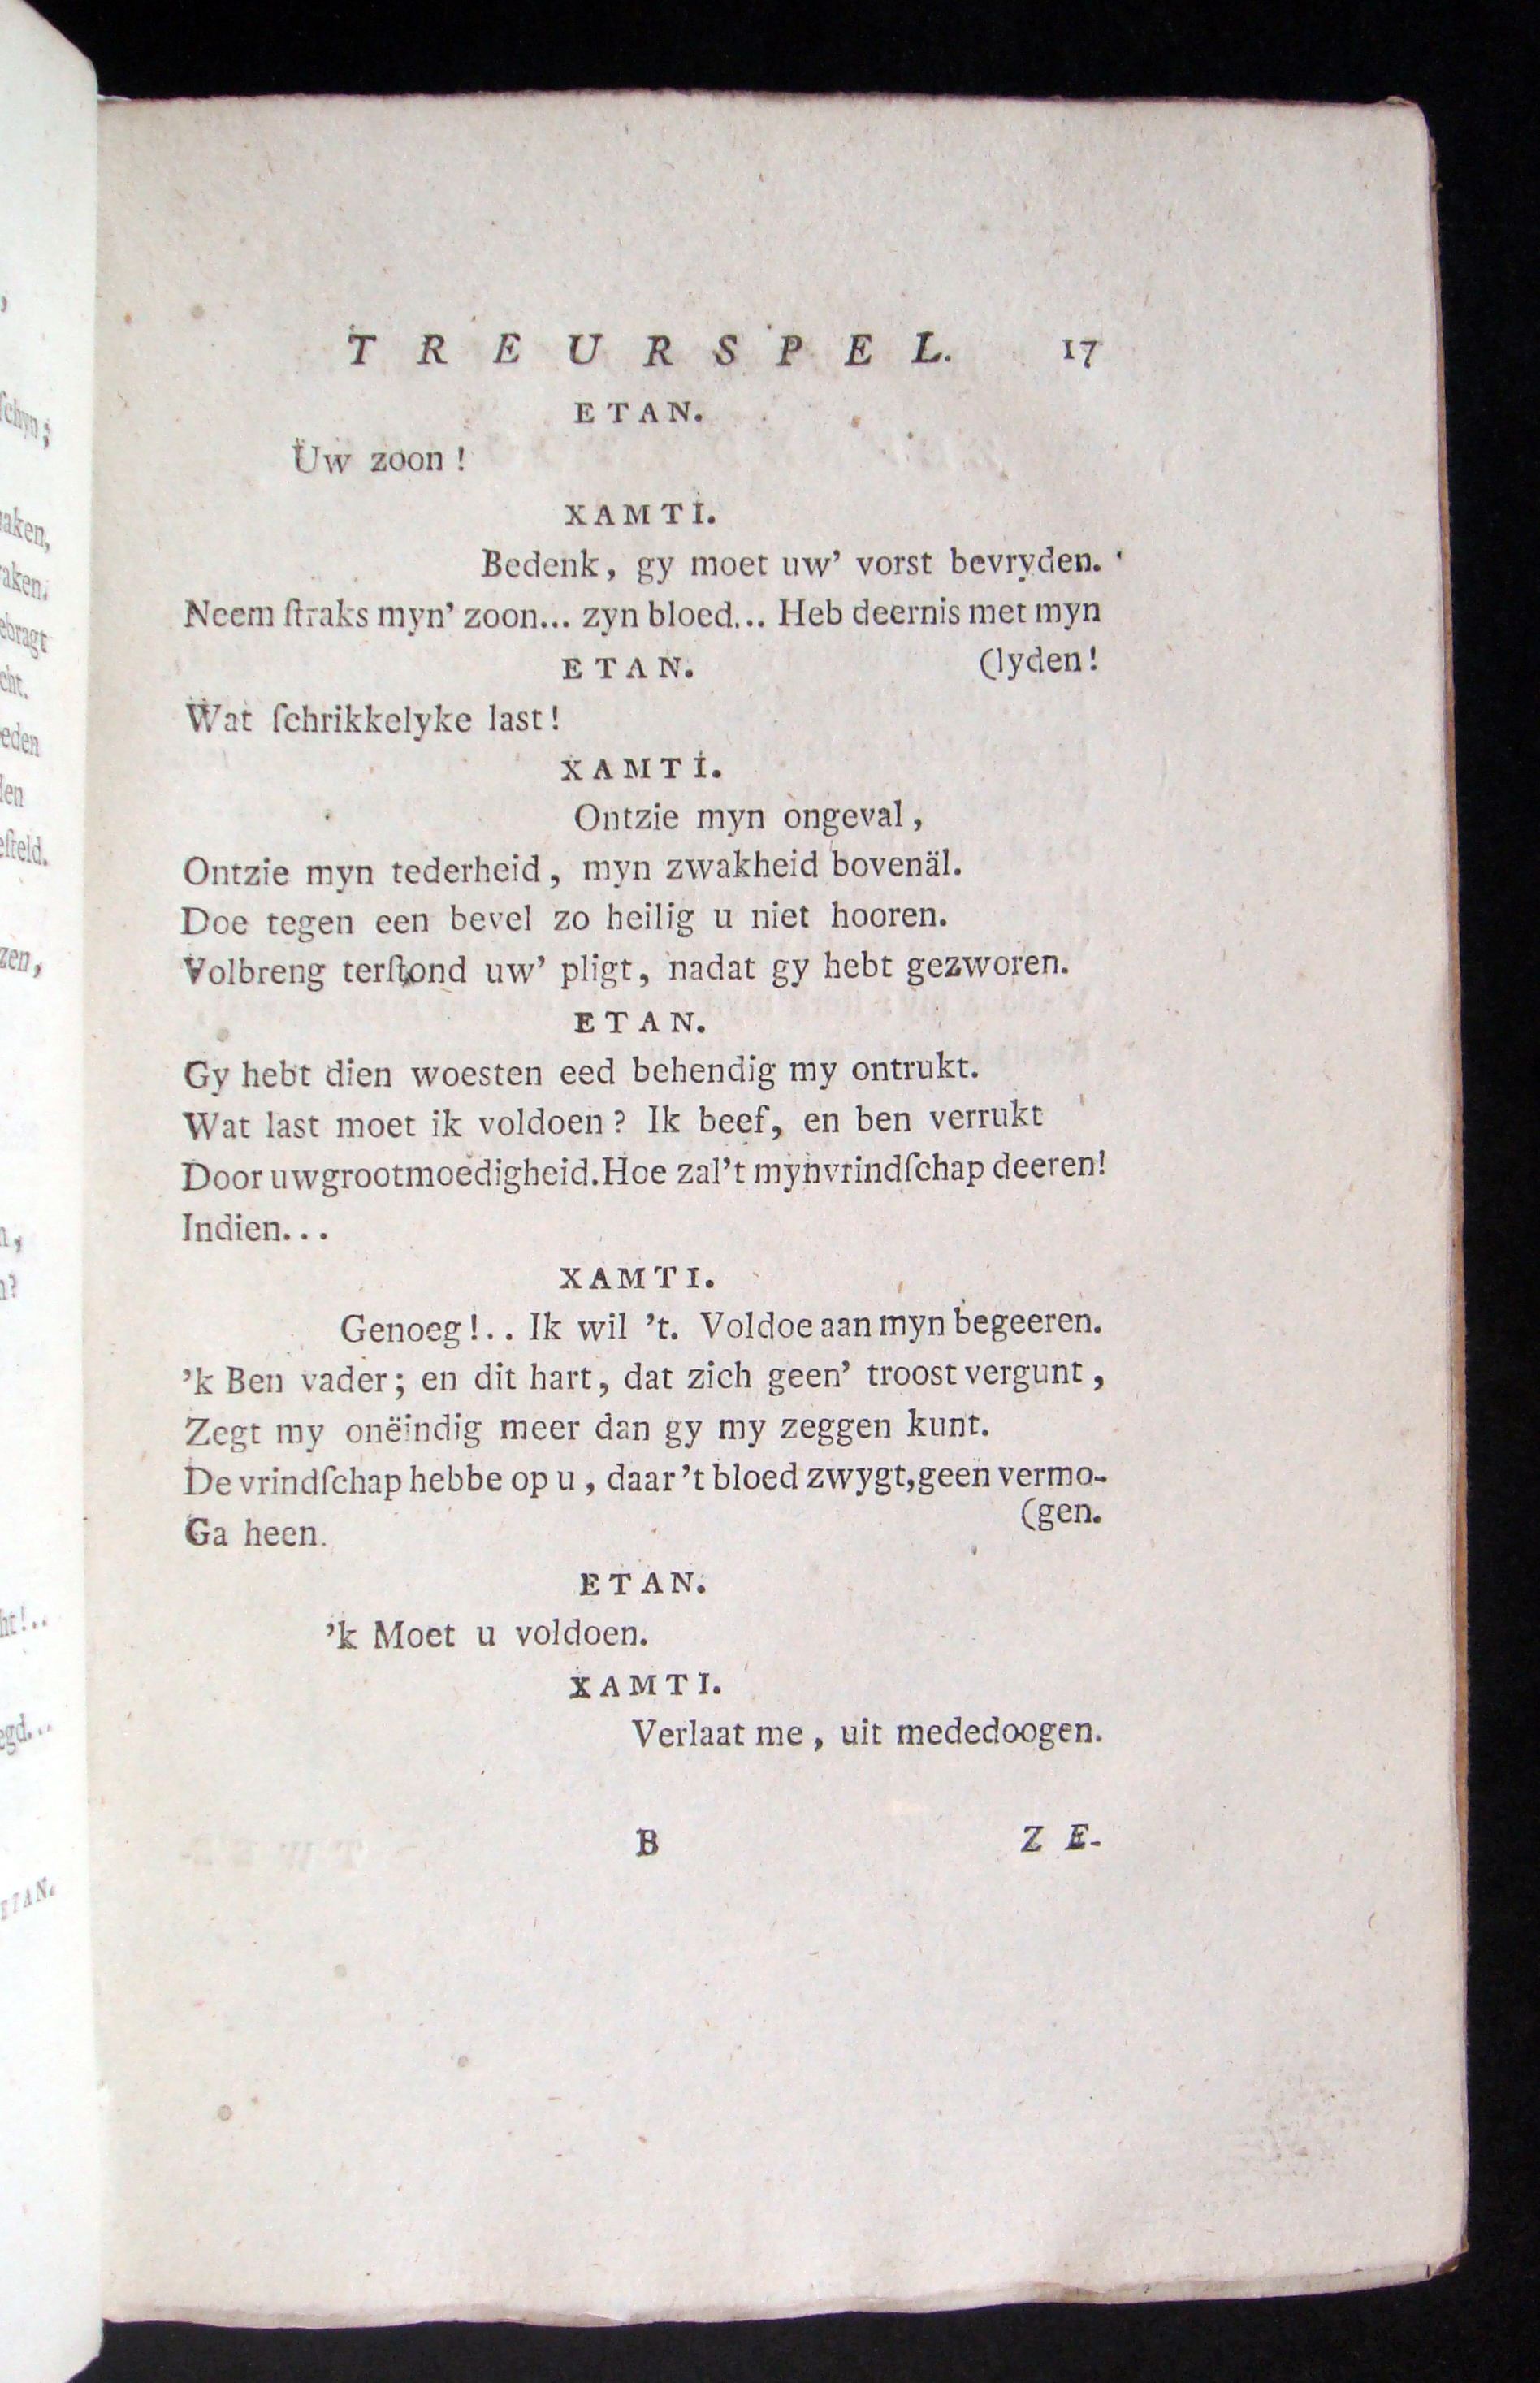 TREURSPEL. 17
ETAN.
Uw zoon!
XAMTI.
Bedenk, gy moet uw’ vorst bevryden.
Neem ſtraks myn’ zoon... zyn bloed... Heb deernis met myn
(lyden!
ETAN.
Wat ſchrikkelyke last!
XAMTI.
Ontzie myn ongeval,
Ontzie myn tederheid, myn zwakheid bovenäl.
Doe tegen een bevel zo heilig u niet hooren.
Volbreng terſtond uw’ pligt, nadat gy hebt gezworen.
ETAN.
Gy hebt dien woesten eed behendig my ontrukt.
Wat last moet ik voldoen? Ik beef, en ben verrukt
Door uw grootmoedigheid. Hoe zal’t myn vrindſchap deeren!
Indien...
XAMTI.
Genoeg!.. Ik wil ’t. Voldoe aan myn begeeren.
’k Ben vader; en dit hart, dat zich geen’ troost vergunt,
Zegt my onëindig meer dan gy my zeggen kunt.
De vrindſchap hebbe op u, daar ’t bloed zwygt, geen vermo-
(gen.
Ga heen.
ETAN.
’k Moet u voldoen.
XAMTI.
Verlaat me, uit mededoogen.
B ZE-